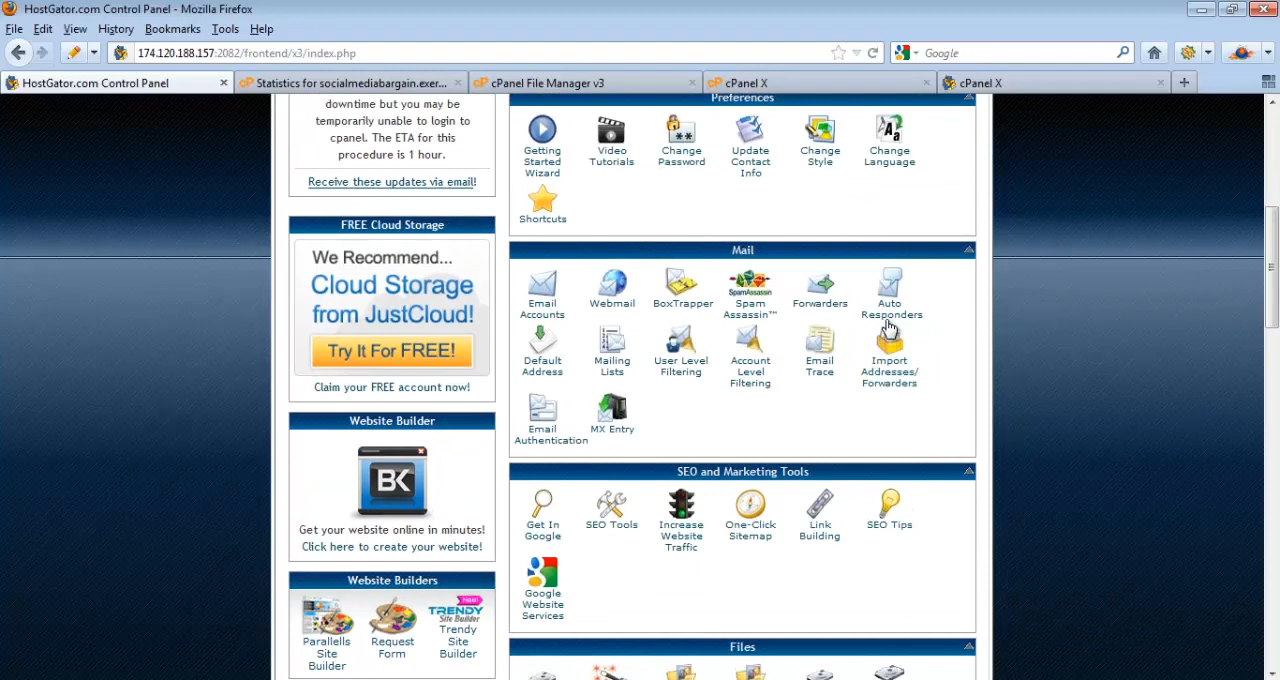 HostGator.com Control Panel - Mozilla Firefox
File Edit View History Bookmarks Tools Help
174.120.188.157:2082/frontend/x3/index.php
Google
HostGator.com Control Panel
Statistics for socialmediabargain.exer...
cPanel File Manager v3
cPanel X
cPanel X
downtime but you may
be temporarily unable to login to
cpanel. The ETA for this
procedure is 1 hour.
Receive these updates via email!
FREE Cloud Storage
We Recommend...
Cloud Storage
from JustCloud!
Try It For FREE!
Claim your FREE account now!
Website Builder
BK
Get your website online in minutes!
Click here to create your website!
Website Builders
Parallells
Site
Builder
Request
Form
New!
TRENDY
Site Builder
Trendy
Site
Builder
Preferences
Getting
Started
Wizard
Video
Tutorials
Change
Password
Update
Contact
Info
Change
Style
Change
Language
Shortcuts
Mail
Email
Accounts
Webmail
BoxTrapper
SpamAssassin
Spam
Assassin™
Forwarders
Auto
Responders
Default
Address
Mailing
Lists
User Level
Filtering
Account
Level
Filtering
Email
Trace
Import
Addresses/
Forwarders
Email
Authentication
MX Entry
SEO and Marketing Tools
Get In
Google
SEO Tools
Increase
Website
Traffic
One-Click
Sitemap
Link
Building
SEO Tips
Google
Website
Services
Files